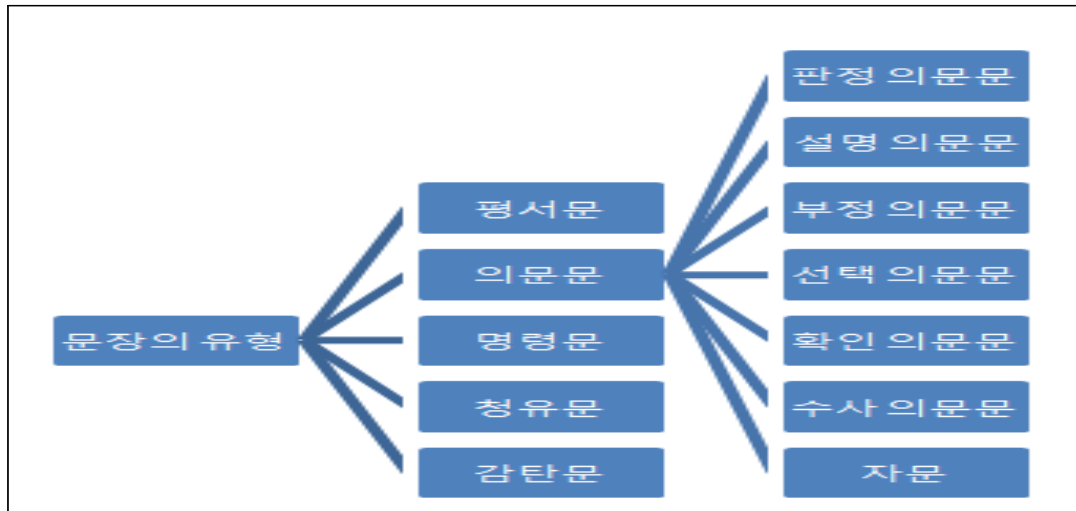 문장의 유형
평서문
의문문
명령문
청유문
감탄문
판정 의문문
설명 의문문
부정 의문문
선택 의문문
확인 의문문
수사 의문문
자문